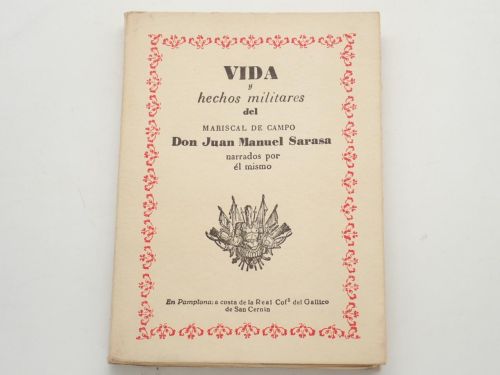 VIDA
y
hechos militares
del
MARISCAL DE CAMPO
Don Juan Manuel Sarasa
narrados por
él mismo
En Pamplona: a costa de la Real Cofª del Gallico
de San Cernin